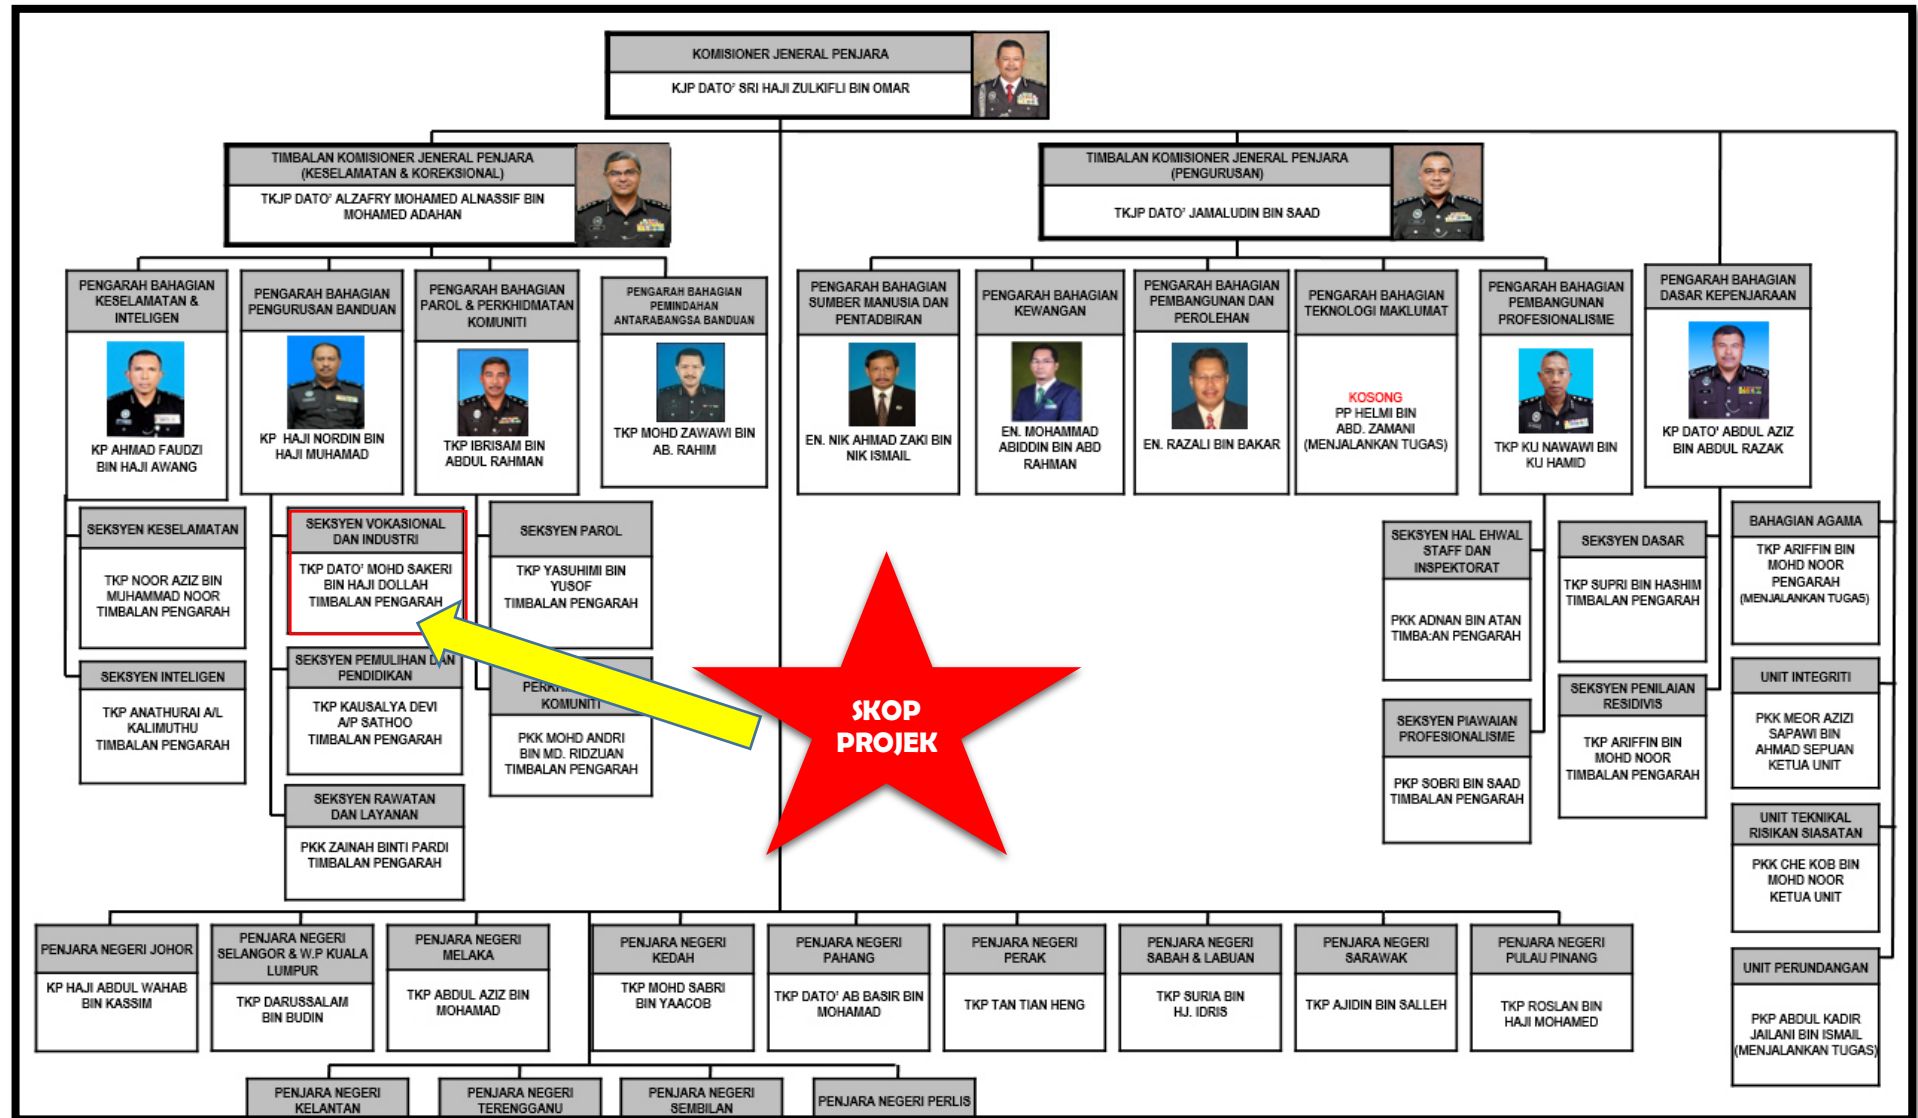 KOMISIONER JENERAL PENJARA
KJP DATO' SRI HAJI ZULKIFLI BIN OMAR
TIMBALAN KOMISIONER JENERAL PENJARA
(KESELAMATAN & KOREKSIONAL)
TKJP DATO' ALZAFRY MOHAMED ALNASSIF BIN
MOHAMED ADAHAN
TIMBALAN KOMISIONER JENERAL PENJARA
(PENGURUSAN)
TKJP DATO' JAMALUDIN BIN SAAD
PENGARAH BAHAGIAN
KESELAMATAN &
INTELIGEN
KP AHMAD FAUDZI
BIN HAJI AWANG
PENGARAH BAHAGIAN
PENGURUSAN BANDUAN
KP HAJI NORDIN BIN
HAJI MUHAMAD
PENGARAH BAHAGIAN
PAROL & PERKHIDMATAN
KOMUNITI
TKP IBRISAM BIN
ABDUL RAHMAN
PENGARAH BAHAGIAN
PEMINDAHAN
ANTARABANGSA BANDUAN
TKP MOHD ZAWAWI BIN
AB. RAHIM
PENGARAH BAHAGIAN
SUMBER MANUSIA DAN
PENTADBIRAN
EN. NIK AHMAD ZAKI BIN
NIK ISMAIL
PENGARAH BAHAGIAN
KEWANGAN
EN. MOHAMMAD
ABIDDIN BIN ABD
RAHMAN
PENGARAH BAHAGIAN
PEMBANGUNAN DAN
PEROLEHAN
EN. RAZALI BIN BAKAR
PENGARAH BAHAGIAN
TEKNOLOGI MAKLUMAT
KOSONG
PP HELMI BIN
ABD. ZAMANI
(MENJALANKAN TUGAS)
PENGARAH BAHAGIAN
PEMBANGUNAN
PROFESIONALISME
TKP KU NAWAWI BIN
KU HAMID
PENGARAH BAHAGIAN
DASAR KEPENJARAAN
KP DATO' ABDUL AZIZ
BIN ABDUL RAZAK
SEKSYEN KESELAMATAN
TKP NOOR AZIZ BIN
MUHAMMAD NOOR
TIMBALAN PENGARAH
SEKSYEN INTELIGEN
TKP ANATHURAI A/L
KALIMUTHU
TIMBALAN PENGARAH
SEKSYEN VOKASIONAL
DAN INDUSTRI
TKP DATO' MOHD SAKERI
BIN HAJI DOLLAH
TIMBALAN PENGARAH
SEKSYEN PEMULIHAN DAN
PENDIDIKAN
TKP KAUSALYA DEVI
A/P SATHOO
TIMBALAN PENGARAH
SEKSYEN RAWATAN
DAN LAYANAN
PKK ZAINAH BINTI PARDI
TIMBALAN PENGARAH
SEKSYEN PAROL
TKP YASUHIMI BIN
YUSOF
TIMBALAN PENGARAH
KOMUNITI
PKK MOHD ANDRI
BIN MD. RIDZUAN
TIMBALAN PENGARAH
SKOP
PROJEK
SEKSYEN HAL EHWAL
STAFF DAN
INSPEKTORAT
PKK ADNAN BIN ATAN
TIMBA:AN PENGARAH
SEKSYEN PIAWAIAN
PROFESIONALISME
PKP SOBRI BIN SAAD
TIMBALAN PENGARAH
SEKSYEN DASAR
TKP SUPRI BIN HASHIM
TIMBALAN PENGARAH
SEKSYEN PENILAIAN
RESIDIVIS
TKP ARIFFIN BIN
MOHD NOOR
TIMBALAN PENGARAH
BAHAGIAN AGAMA
TKP ARIFFIN BIN
MOHD NOOR
PENGARAH
(MENJALANKAN TUGAS)
UNIT INTEGRITI
PKK MEOR AZIZI
SAPAWI BIN
AHMAD SEPUAN
KETUA UNIT
UNIT TEKNIKAL
RISIKAN SIASATAN
PKK CHE KOB BIN
MOHD NOOR
KETUA UNIT
UNIT PERUNDANGAN
PKP ABDUL KADIR
JAILANI BIN ISMAIL
(MENJALANKAN TUGAS)
PENJARA NEGERI JOHOR
KP HAJI ABDUL WAHAB
BIN KASSIM
PENJARA NEGERI
SELANGOR & W.P KUALA
LUMPUR
TKP DARUSSALAM
BIN BUDIN
PENJARA NEGERI
MELAKA
TKP ABDUL AZIZ BIN
MOHAMAD
PENJARA NEGERI
KEDAH
TKP MOHD SABRI
BIN YAACOB
PENJARA NEGERI
PAHANG
TKP DATO' AB BASIR BIN
MOHAMAD
PENJARA NEGERI
PERAK
TKP TAN TIAN HENG
PENJARA NEGERI
SABAH & LABUAN
TKP SURIA BIN
HJ. IDRIS
PENJARA NEGERI
SARAWAK
TKP AJIDIN BIN SALLEH
PENJARA NEGERI
PULAU PINANG
TKP ROSLAN BIN
HAJI MOHAMED
PENJARA NEGERI
KELANTAN
PENJARA NEGERI
TERENGGANU
PENJARA NEGERI
SEMBILAN
PENJARA NEGERI PERLIS